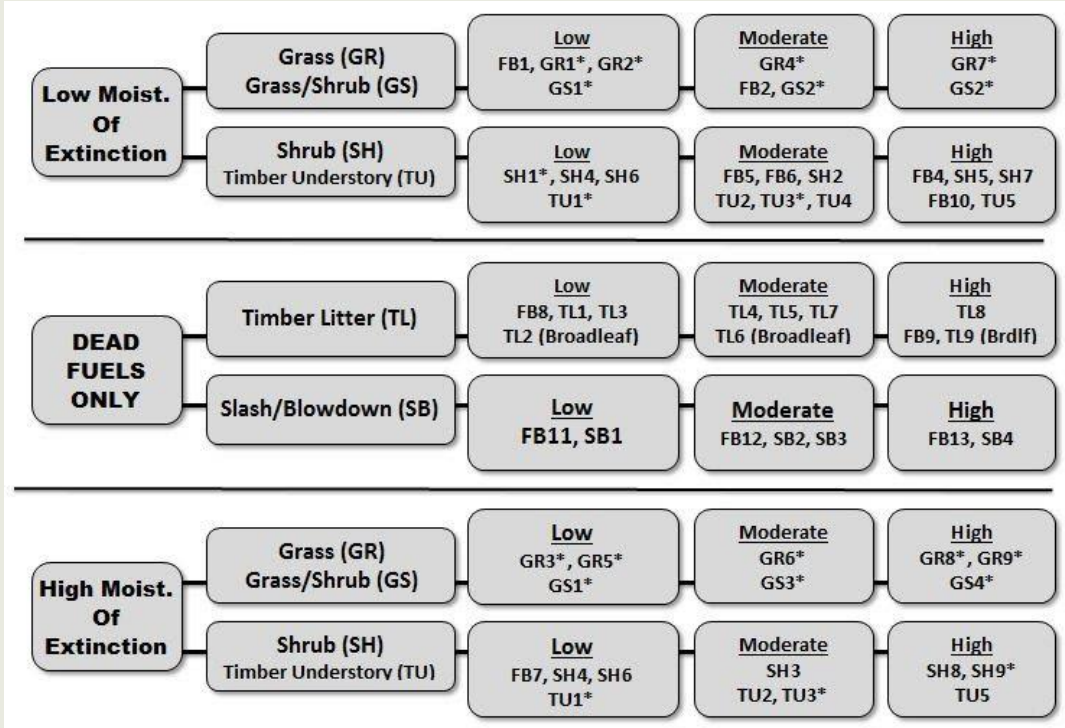 Low Moist.
Of
Extinction
Grass (GR)
Grass/Shrub (GS)
Low
FB1, GR1*, GR2*
GS1*
Moderate
GR4*
FB2, GS2*
High
GR7*
GS2*
Shrub (SH)
Timber Understory (TU)
Low
SH1*, SH4, SH6
TU1*
Moderate
FB5, FB6, SH2
TU2, TU3*, TU4
High
FB4, SH5, SH7
FB10, TU5
DEAD
FUELS
ONLY
Timber Litter (TL)
Low
FB8, TL1, TL3
TL2 (Broadleaf)
Moderate
TL4, TL5, TL7
TL6 (Broadleaf)
High
TL8
FB9, TL9 (Brdlf)
Slash/Blowdown (SB)
Low
FB11, SB1
Moderate
FB12, SB2, SB3
High
FB13, SB4
High Moist.
Of
Extinction
Grass (GR)
Grass/Shrub (GS)
Low
GR3*, GR5*
GS1*
Moderate
GR6*
GS3*
High
GR8*, GR9*
GS4*
Shrub (SH)
Timber Understory (TU)
Low
FB7, SH4, SH6
TU1*
Moderate
SH3
TU2, TU3*
High
SH8, SH9*
TU5